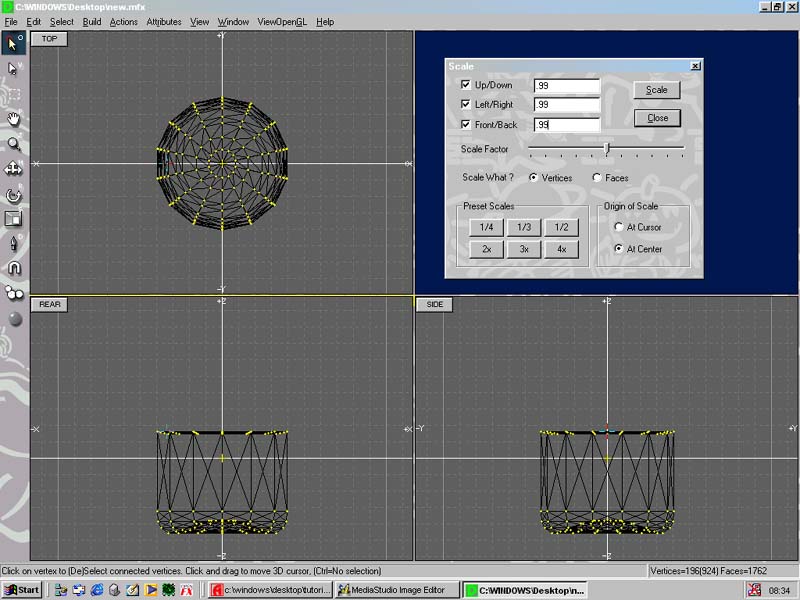 C:\WINDOWS\Desktop\new.mfx
File Edit Select Build Actions Attributes View Window ViewOpenGL Help
TOP
+Y
-X
-Y
Scale
Up/Down .99
Left/Right .99
Front/Back .99
Scale
Close
Scale Factor
Scale What ? Vertices Faces
Preset Scales
1/4 1/3 1/2
2x 3x 4x
Origin of Scale
At Cursor
At Center
REAR
+Z
-X
-Z
SIDE
+Z
-Y +Y
-Z
Click on vertex to (De)Select connected vertices. Click and drag to move 3D cursor, (Ctrl=No selection) Vertices=196(924) Faces=1762
Start c:\windows\desktop\tutori... MediaStudio Image Editor C:\WINDOWS\Desktop\n... 08:34